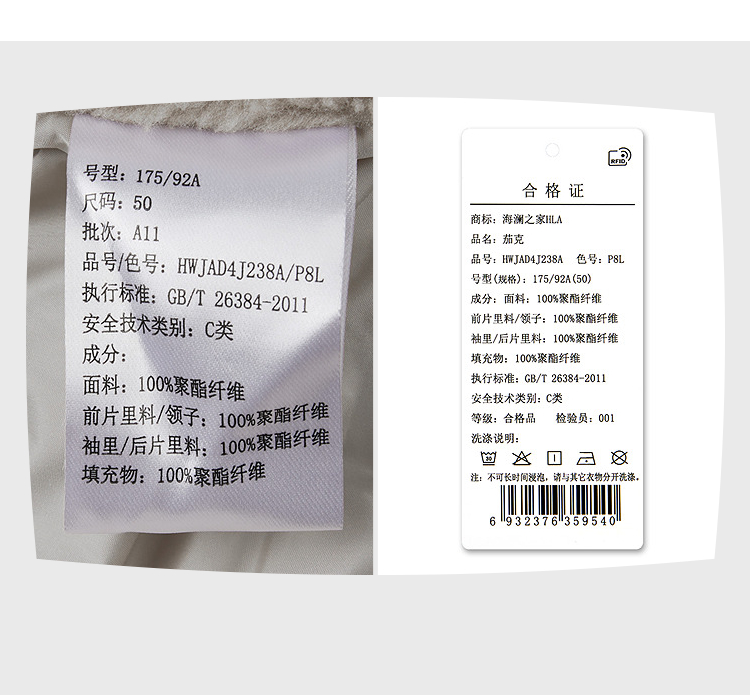 号型：175/92A
尺码：50
批次：A11
品号/色号：HWJAD4J238A/P8L
执行标准：GB/T 26384-2011
安全技术类别：C类
成分：
面料：100%聚酯纤维
前片里料/领子：100%聚酯纤维
袖里/后片里料：100%聚酯纤维
填充物：100%聚酯纤维
RFID
合格证
商标：海澜之家HLA
品名：茄克
品号：HWJAD4J238A 色号：P8L
号型(规格)：175/92A(50)
成分：面料：100%聚酯纤维
前片里料/领子：100%聚酯纤维
袖里/后片里料：100%聚酯纤维
填充物：100%聚酯纤维
执行标准：GB/T 26384-2011
安全技术类别：C类
等级：合格品 检验员：001
洗涤说明：
30
注：不可长时间浸泡，请与其它衣物分开洗涤。
6 932376 359540